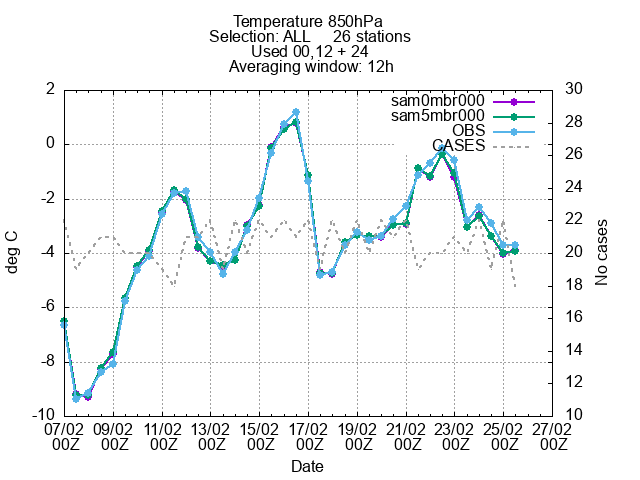 Temperature 850hPa
Selection: ALL 26 stations
Used 00,12 + 24
Averaging window: 12h
sam0mbr000
sam5mbr000
OBS
CASES
2
0
-2
-4
-6
-8
-10
deg C
30
28
26
24
22
20
18
16
14
12
10
No cases
07/02 09/02 11/02 13/02 15/02 17/02 19/02 21/02 23/02 25/02 27/02
00Z 00Z 00Z 00Z 00Z 00Z 00Z 00Z 00Z 00Z 00Z
Date